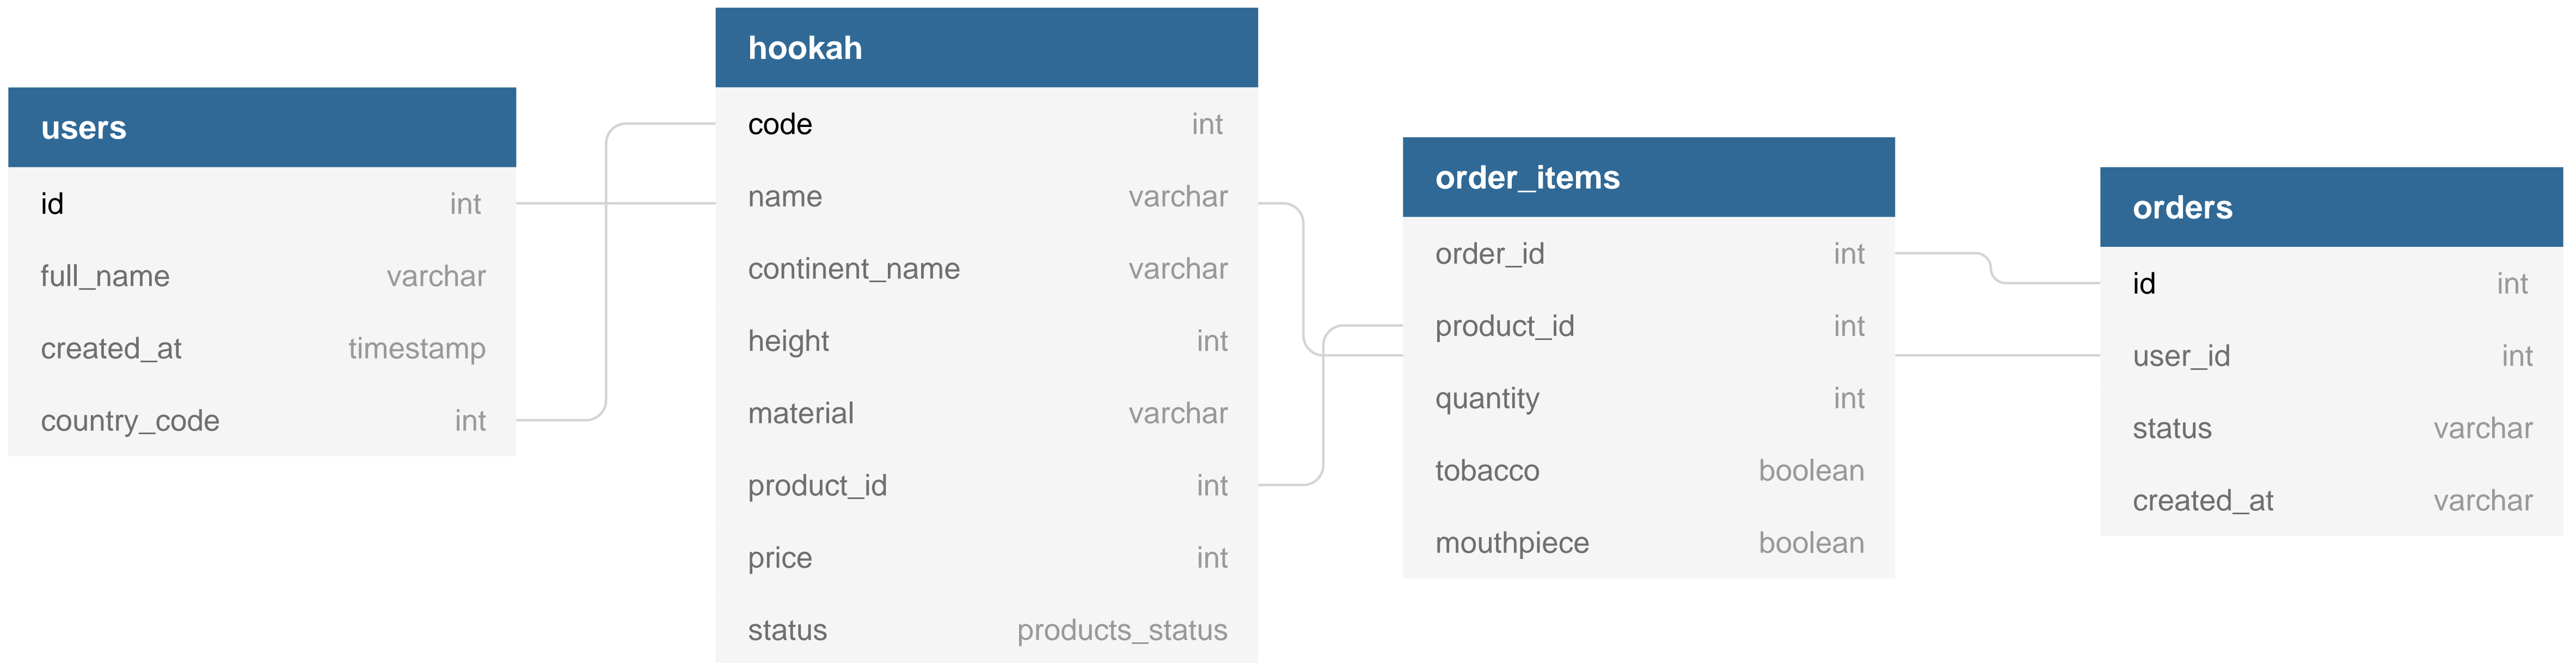 users
id int
full_name varchar
created_at timestamp
country_code int
hookah
code int
name varchar
continent_name varchar
height int
material varchar
product_id int
price int
status products_status
order_items
order_id int
product_id int
quantity int
tobacco boolean
mouthpiece boolean
orders
id int
user_id int
status varchar
created_at varchar